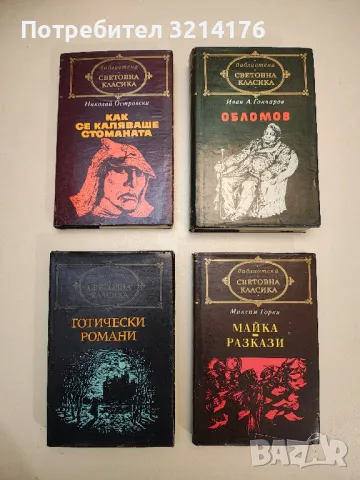 Потребител: 3214176
библиотека
СВЕТОВНА
КЛАСИКА
Николай Островски
КАК
СЕ КАЛЯВАШЕ
СТОМАНАТА
библиотека
СВЕТОВНА
КЛАСИКА
Иван А. Гончаров
ОБЛОМОВ
СВЕТОВНА
КЛАСИКА
ГОТИЧЕСКИ
РОМАНИ
библиотека
СВЕТОВНА
КЛАСИКА
Максим Горки
МАЙКА
РАЗКАЗИ
bazar